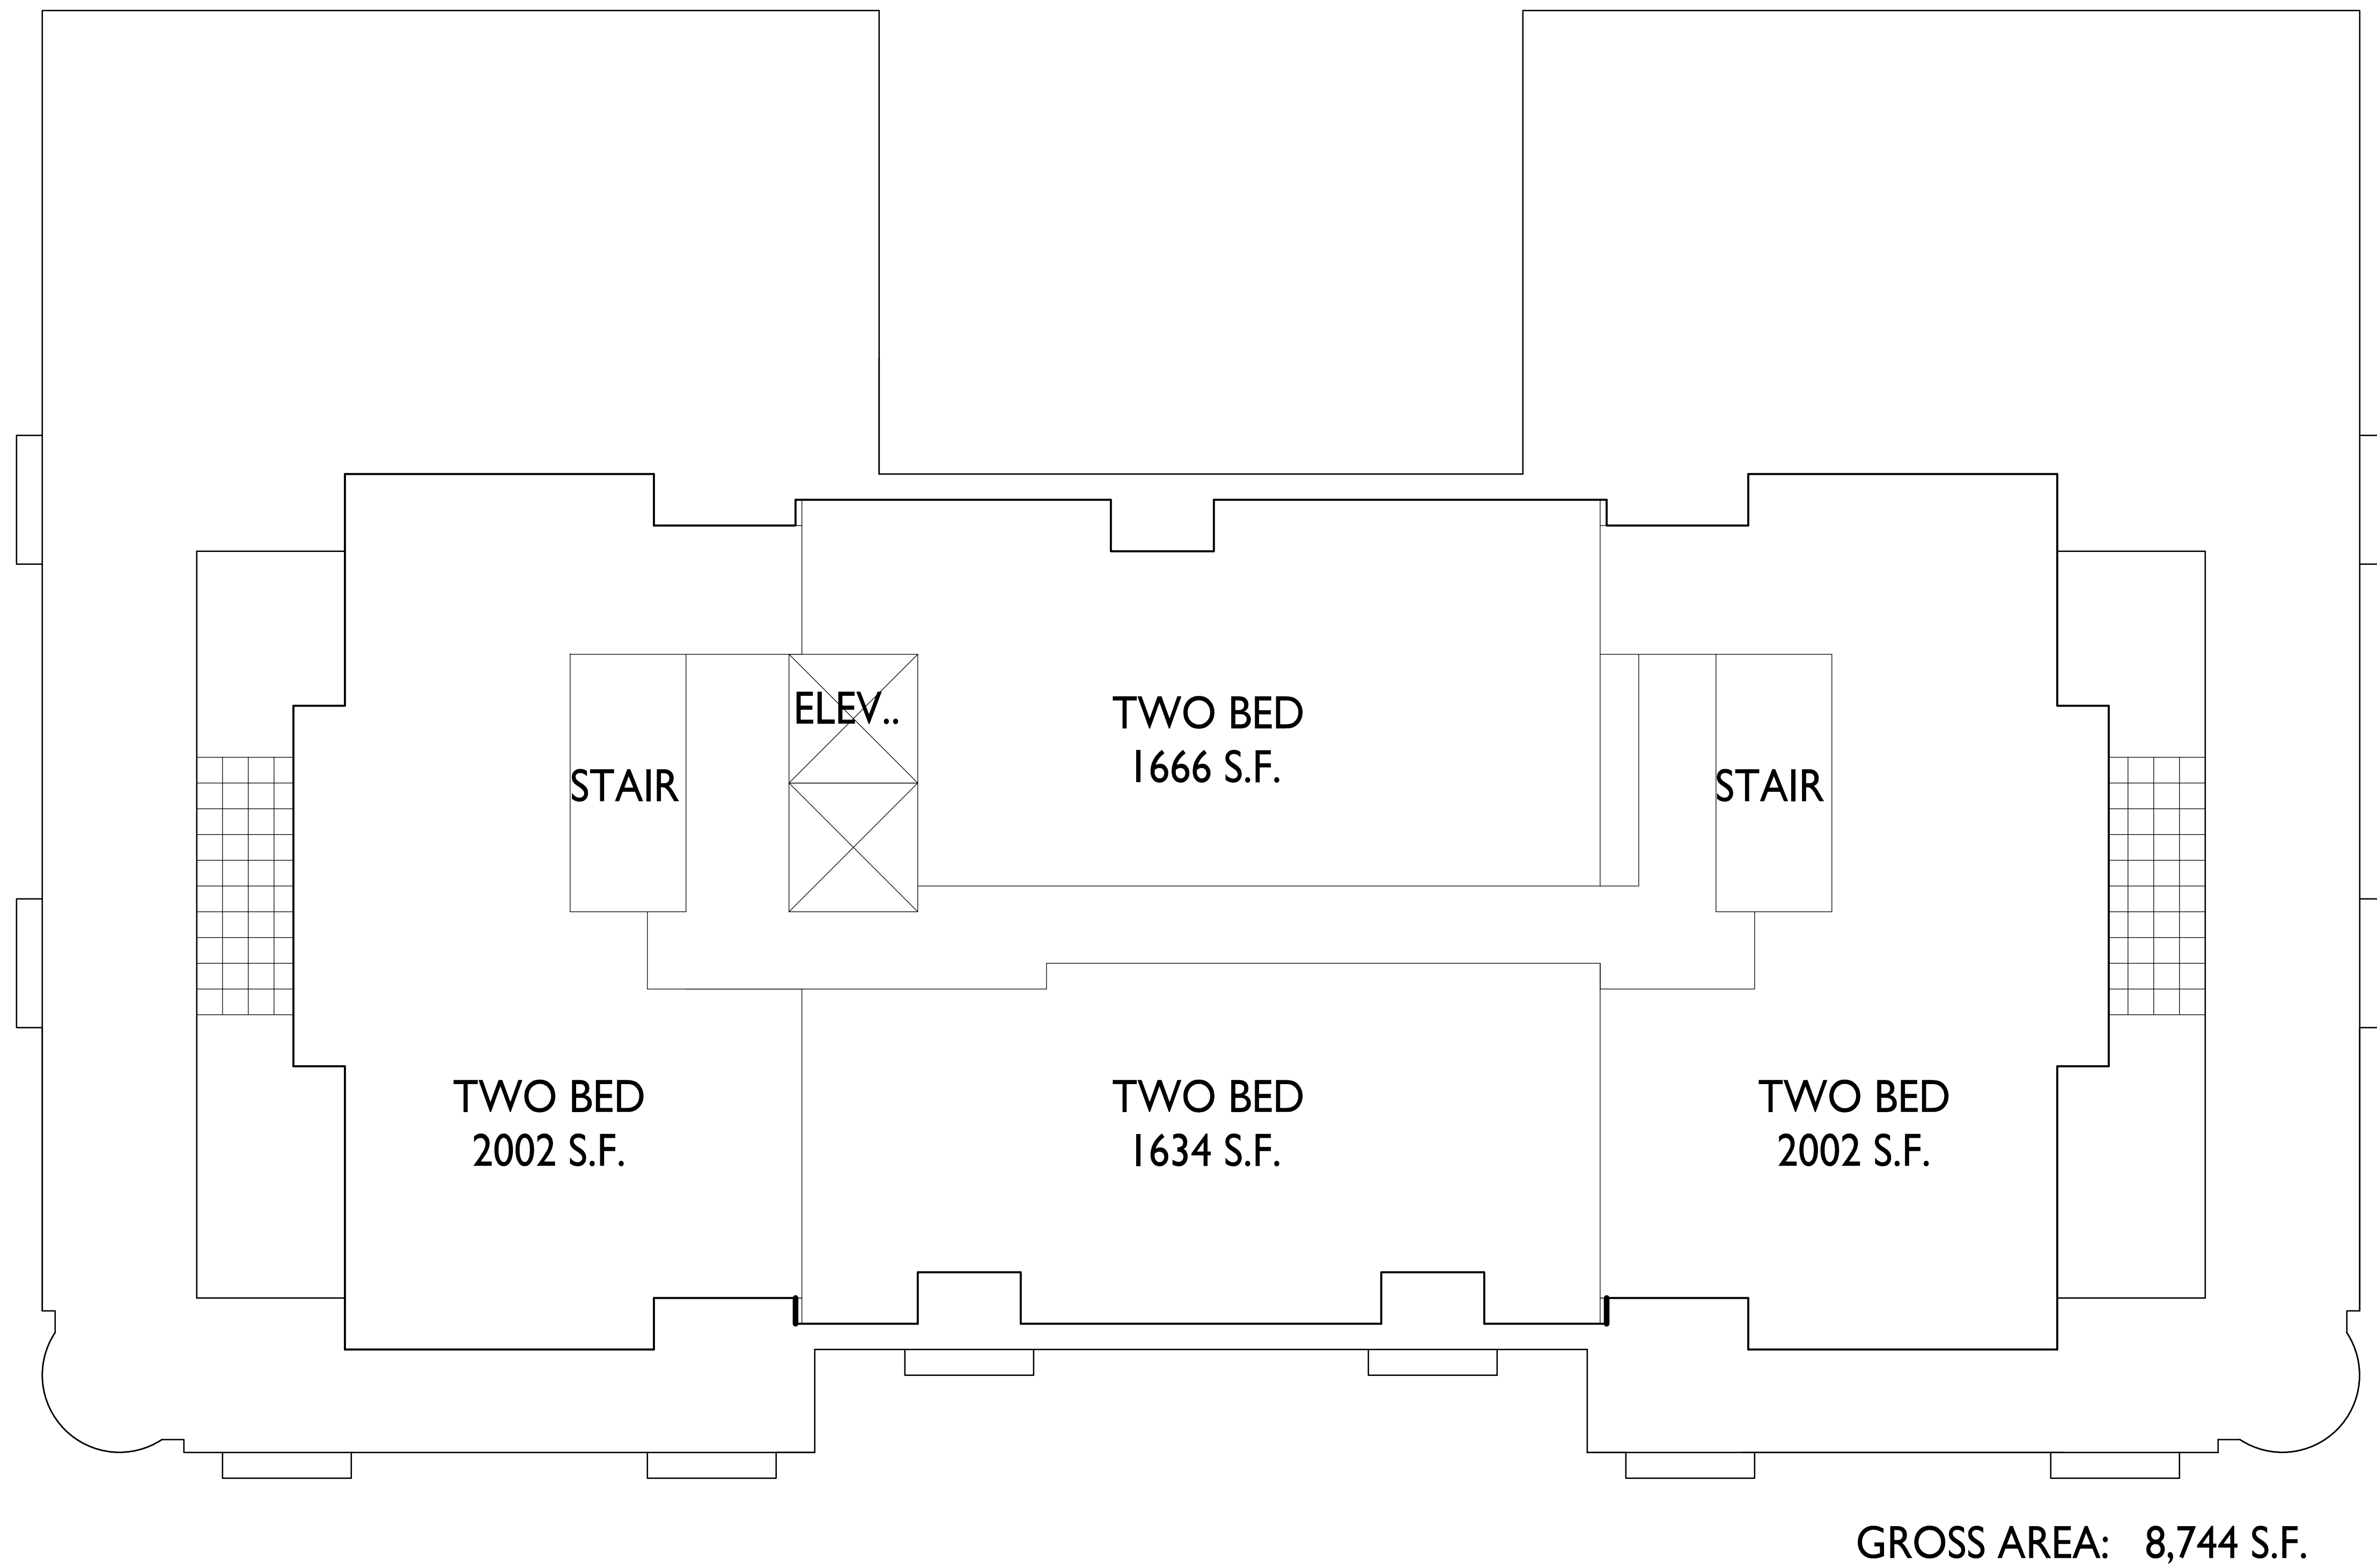 ELEV..
TWO BED
1666 S.F.
STAIR
STAIR
TWO BED
2002 S.F.
TWO BED
1634 S.F.
TWO BED
2002 S.F.
GROSS AREA: 8,744 S.F.